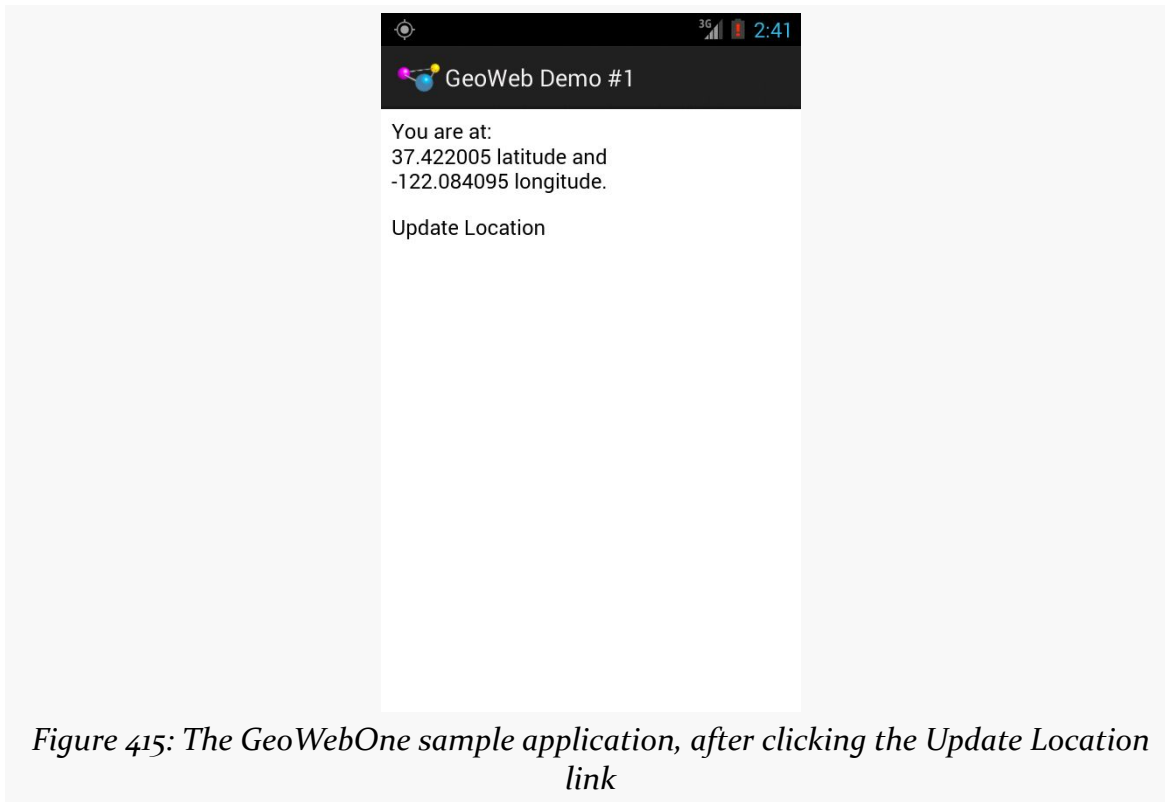 3G 2:41
GeoWeb Demo #1
You are at:
37.422005 latitude and
-122.084095 longitude.
Update Location
Figure 415: The GeoWebOne sample application, after clicking the Update Location
link